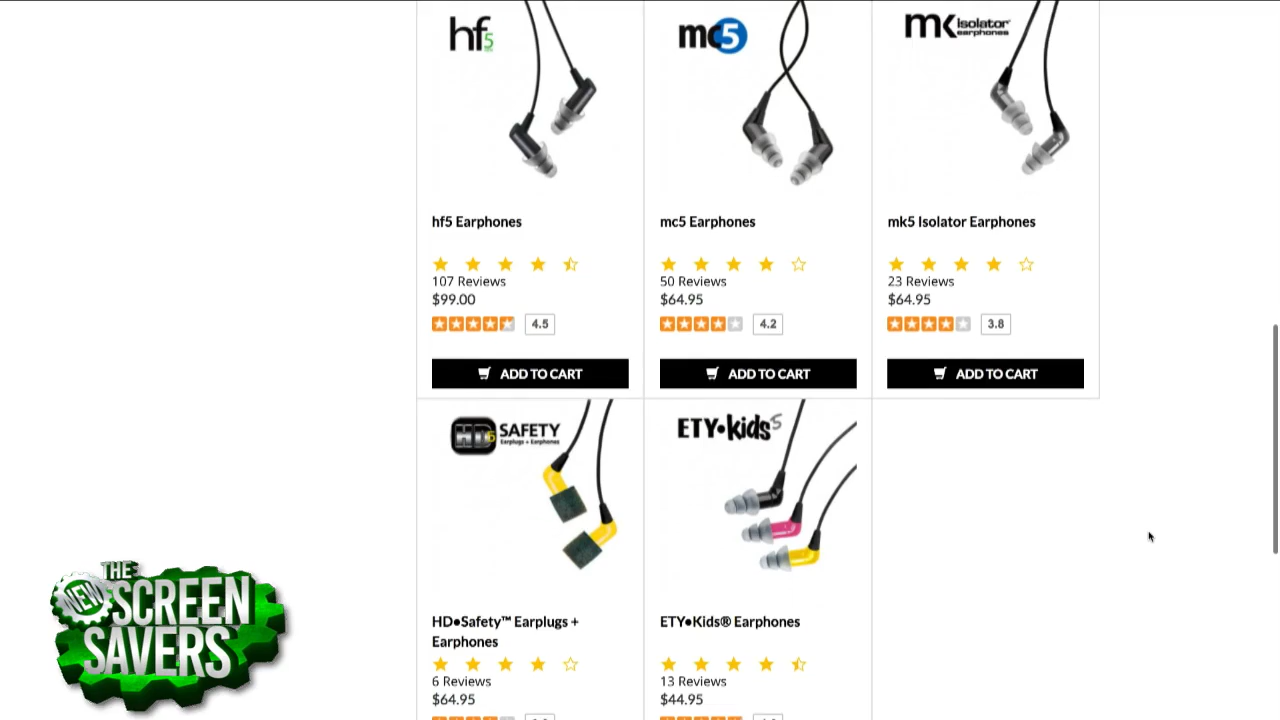 hf5
mc5
mk isolator
earphones
hf5 Earphones
107 Reviews
$99.00
4.5
ADD TO CART
mc5 Earphones
50 Reviews
$64.95
4.2
ADD TO CART
mk5 Isolator Earphones
23 Reviews
$64.95
3.8
ADD TO CART
HD5 SAFETY
Earplugs + Earphones
ETY•kids5
HD●Safety™ Earplugs +
Earphones
6 Reviews
$64.95
ETY●Kids® Earphones
13 Reviews
$44.95
THE
NEW
SCREEN
SAVERS